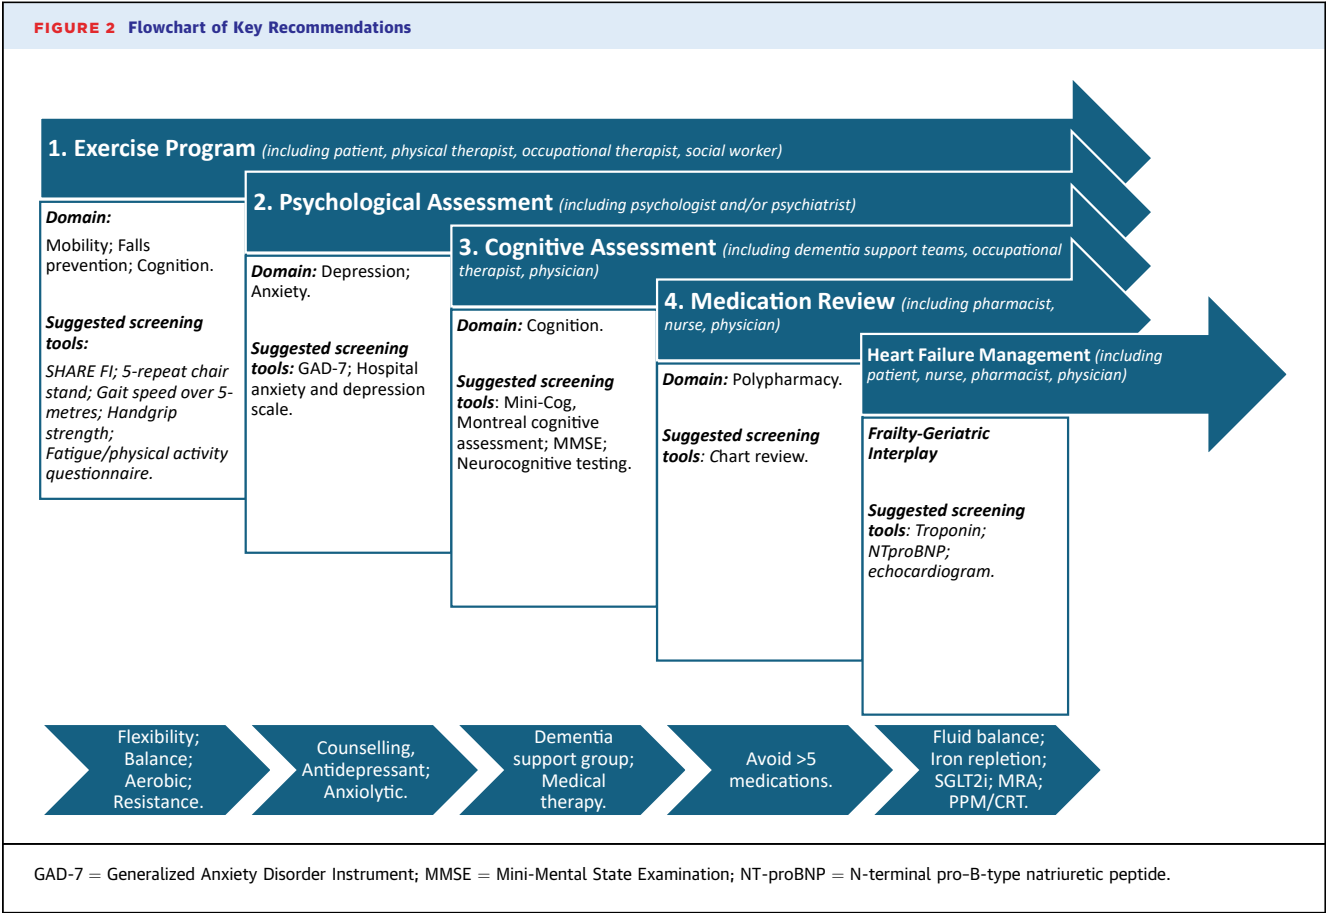 FIGURE 2 Flowchart of Key Recommendations
1. Exercise Program (including patient, physical therapist, occupational therapist, social worker)
Domain:
Mobility; Falls
prevention; Cognition.
Suggested screening
tools:
SHARE FI; 5-repeat chair
stand; Gait speed over 5-
metres; Handgrip
strength;
Fatigue/physical activity
questionnaire.
2. Psychological Assessment (including psychologist and/or psychiatrist)
Domain: Depression;
Anxiety.
Suggested screening
tools: GAD-7; Hospital
anxiety and depression
scale.
3. Cognitive Assessment (including dementia support teams, occupational
therapist, physician)
Domain: Cognition.
Suggested screening
tools: Mini-Cog,
Montreal cognitive
assessment; MMSE;
Neurocognitive testing.
4. Medication Review (including pharmacist,
nurse, physician)
Domain: Polypharmacy.
Suggested screening
tools: Chart review.
Heart Failure Management (including
patient, nurse, pharmacist, physician)
Frailty-Geriatric
Interplay
Suggested screening
tools: Troponin;
NTproBNP;
echocardiogram.
Flexibility;
Balance;
Aerobic;
Resistance.
Counselling,
Antidepressant;
Anxiolytic.
Dementia
support group;
Medical
therapy.
Avoid >5
medications.
Fluid balance;
Iron repletion;
SGLT2i; MRA;
PPM/CRT.
GAD-7 = Generalized Anxiety Disorder Instrument; MMSE = Mini-Mental State Examination; NT-proBNP = N-terminal pro–B-type natriuretic peptide.